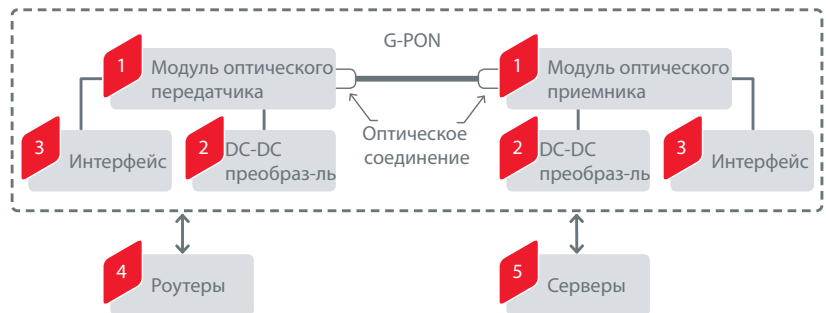 G-PON
1
Модуль оптического
передатчика
1
Модуль оптического
приемника
Оптическое
соединение
3
Интерфейс
2
DC-DC
преобраз-ль
2
DC-DC
преобраз-ль
3
Интерфейс
4
Роутеры
5
Серверы